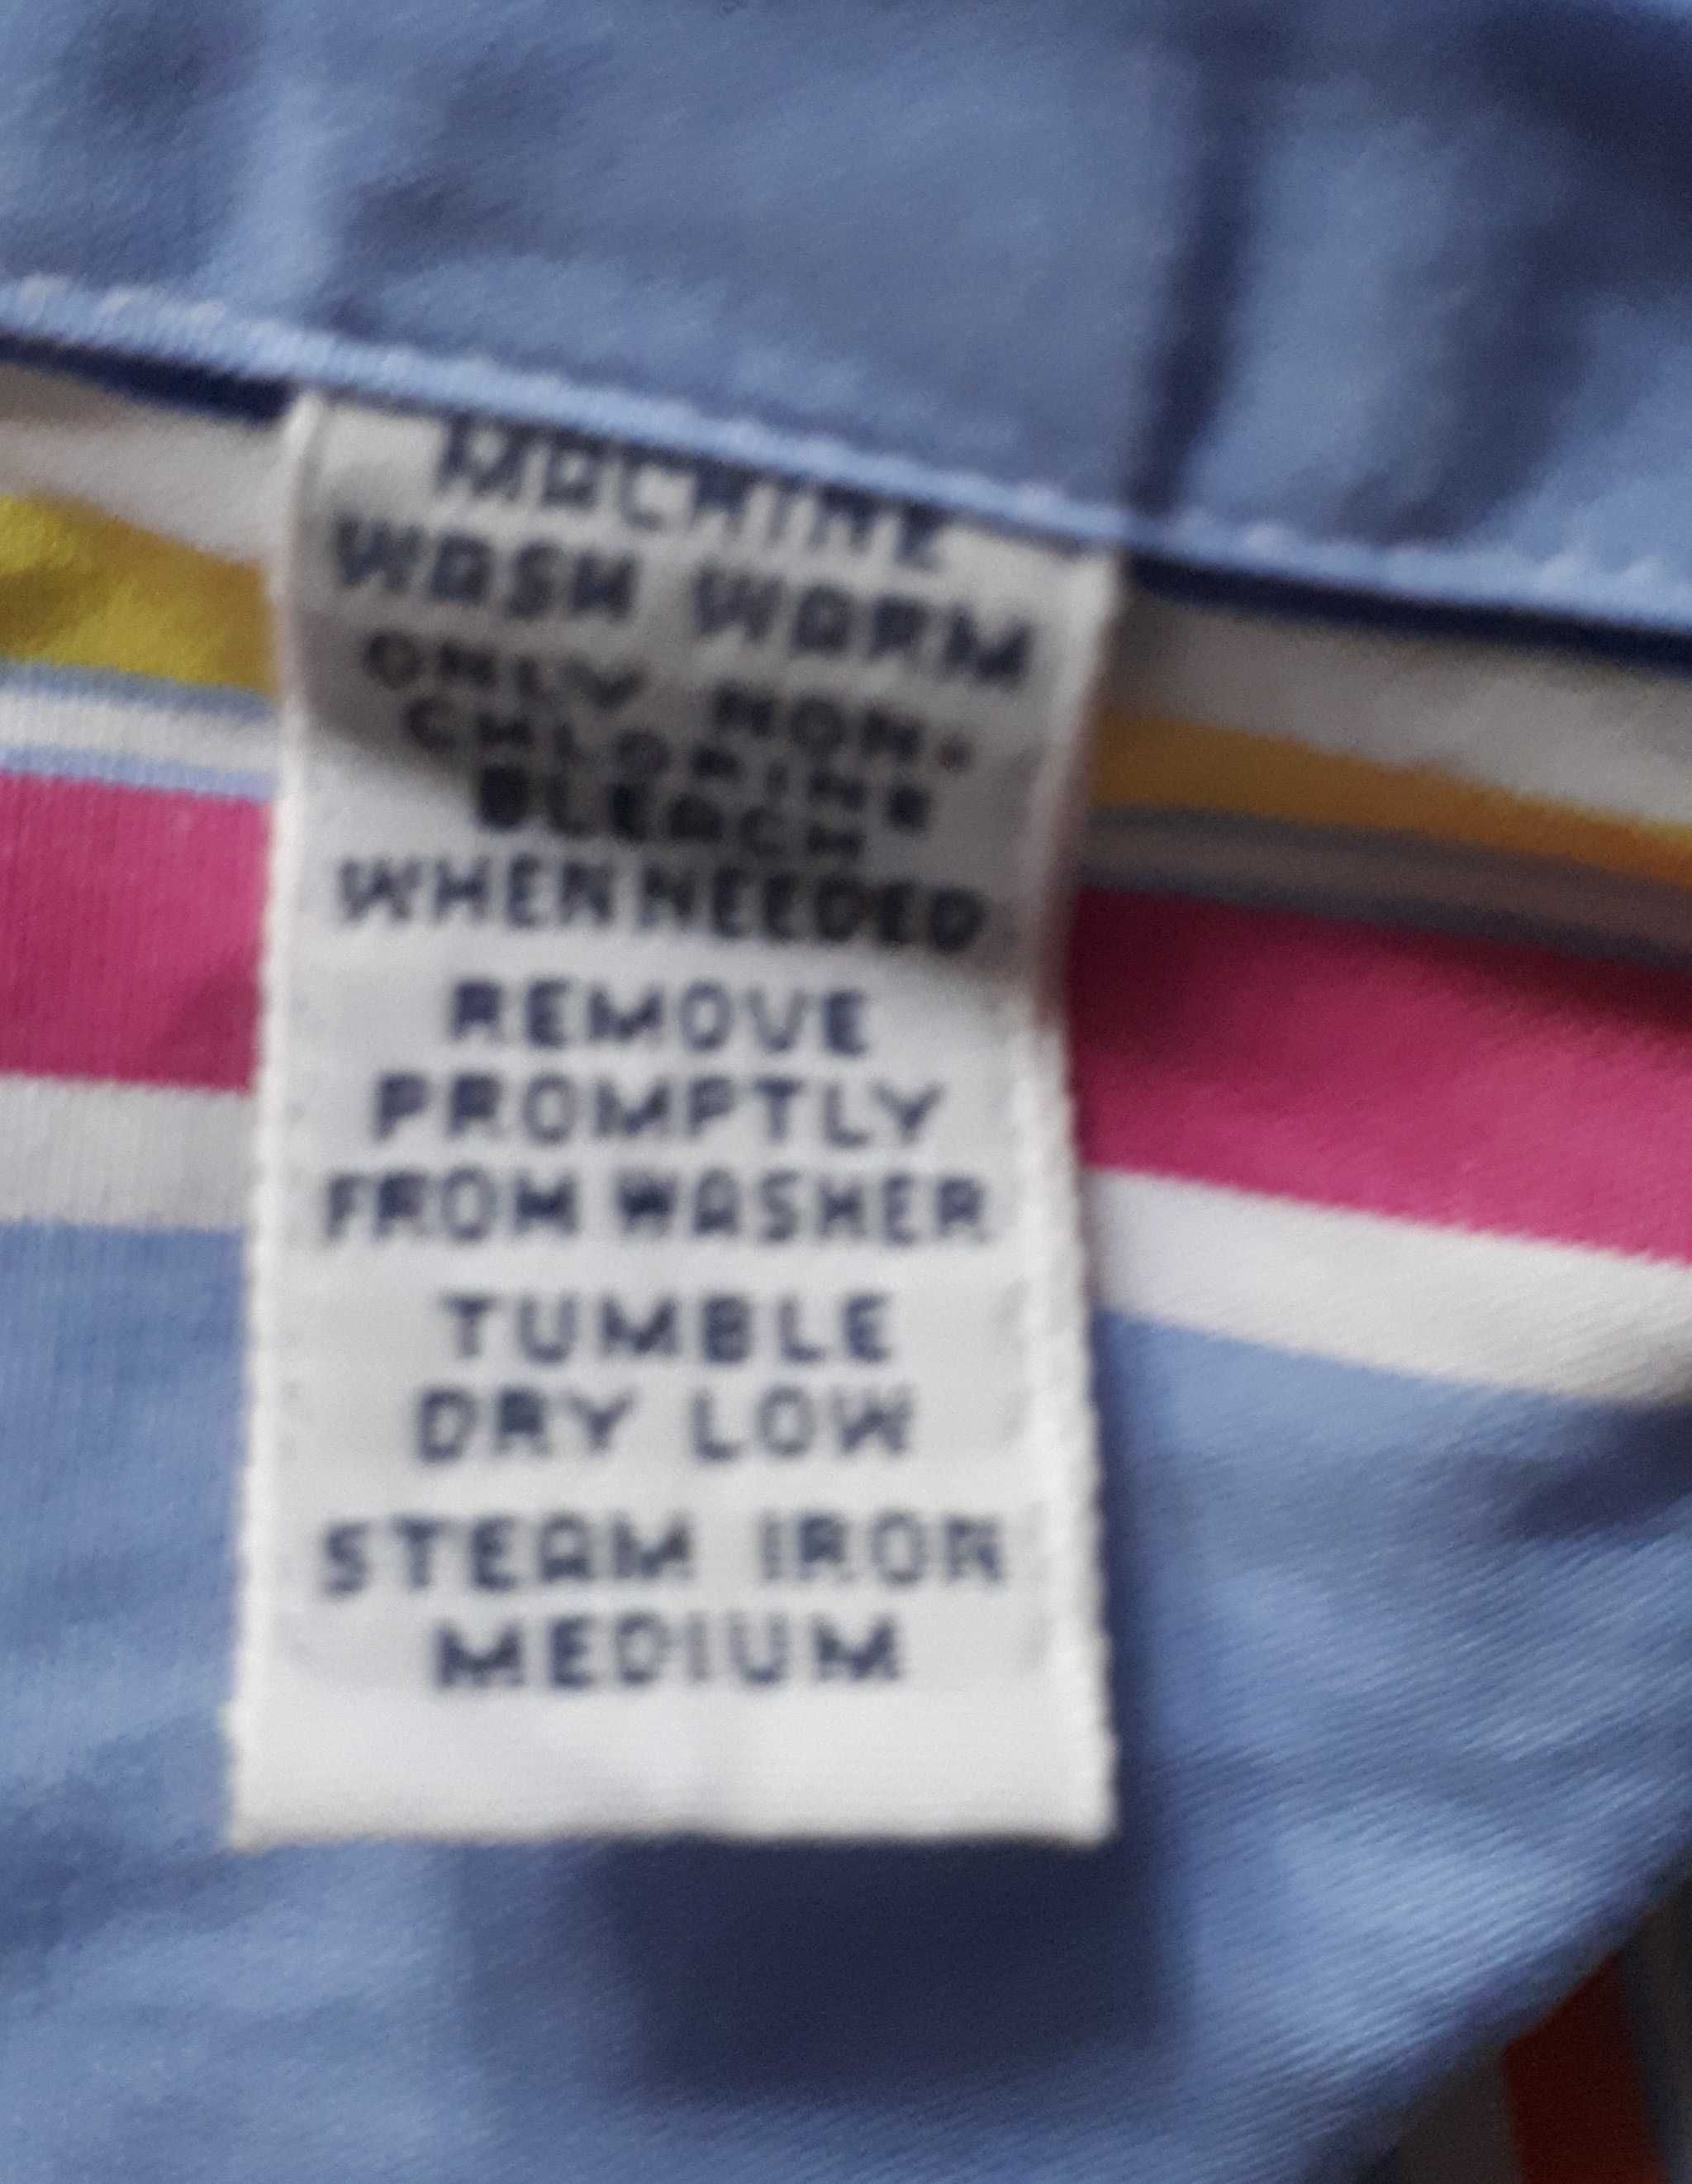 MACHINE
WASH WARM
ONLY NON-
CHLORINE
BLEACH
WHEN NEEDED
REMOVE
PROMPTLY
FROM WASHER
TUMBLE
DRY LOW
STEAM IRON
MEDIUM